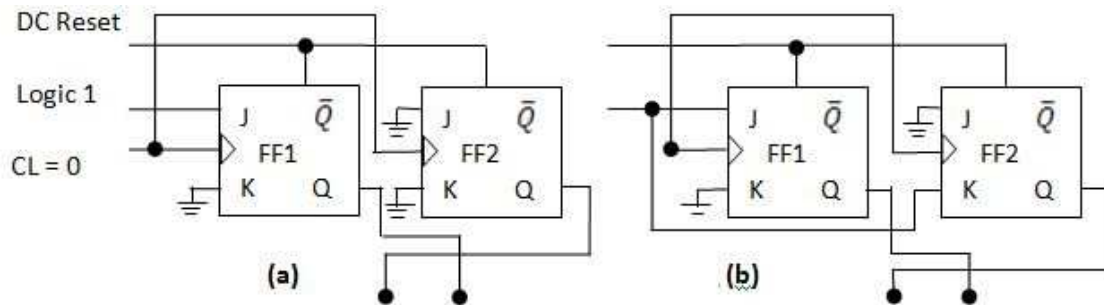 DC Reset
Logic 1
CL = 0
J Q̅
FF1
K Q
J
FF2
K Q
(a)
J Q̅
FF1
K Q
J
FF2
K Q
(b)